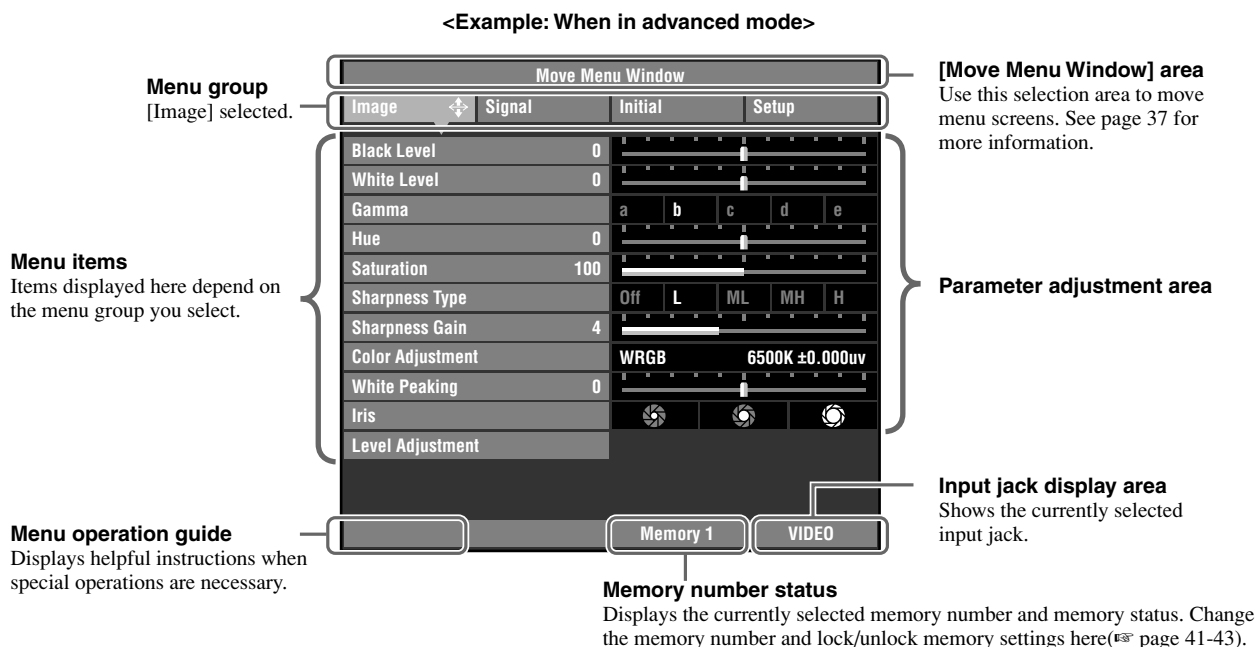 <Example: When in advanced mode>
Menu group
[Image] selected.
Move Menu Window
[Move Menu Window] area
Use this selection area to move
menu screens. See page 37 for
more information.
Image Signal Initial Setup
Black Level 0
White Level 0
Gamma a b c d e
Hue 0
Saturation 100
Sharpness Type Off L ML MH H
Sharpness Gain 4
Color Adjustment WRGB 6500K ±0.000uv
White Peaking 0
Iris
Level Adjustment
Menu items
Items displayed here depend on
the menu group you select.
Parameter adjustment area
Menu operation guide
Displays helpful instructions when
special operations are necessary.
Memory 1 VIDEO
Input jack display area
Shows the currently selected
input jack.
Memory number status
Displays the currently selected memory number and memory status. Change
the memory number and lock/unlock memory settings here(☞ page 41-43).